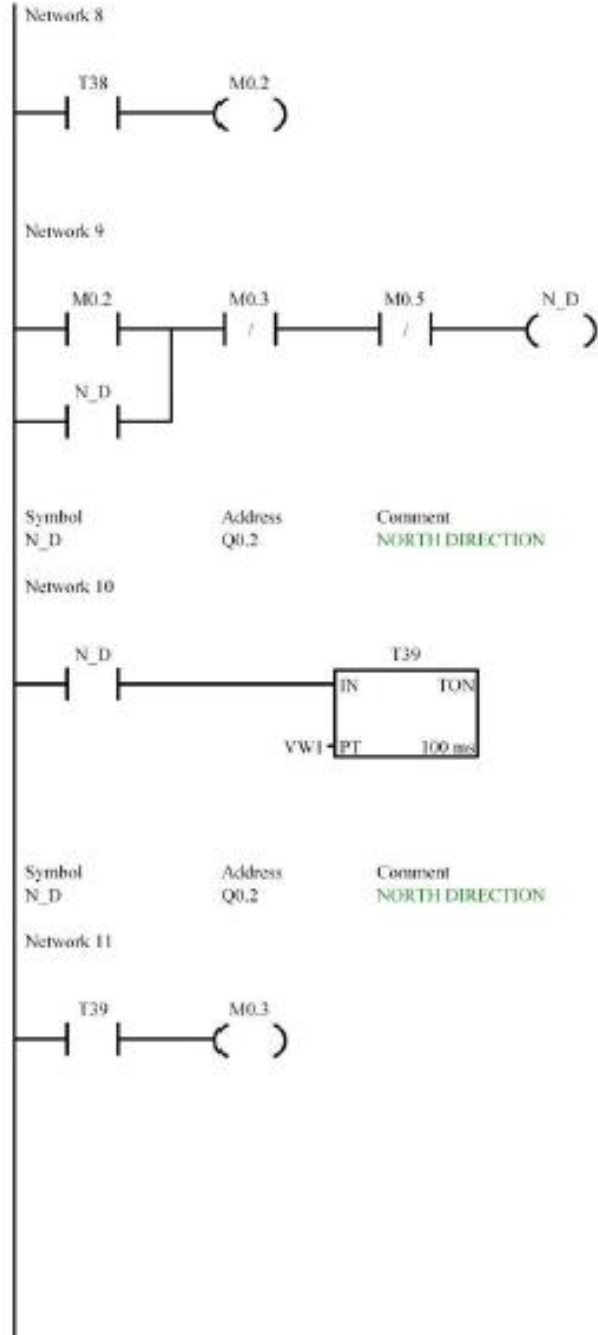 Network 8
T38 M0.2
Network 9
M0.2 M0.3 M0.5 N_D
/ /
N_D
Symbol Address Comment
N_D Q0.2 NORTH DIRECTION
Network 10
N_D T39
IN TON
VW1 PT 100 ms
Symbol Address Comment
N_D Q0.2 NORTH DIRECTION
Network 11
T39 M0.3